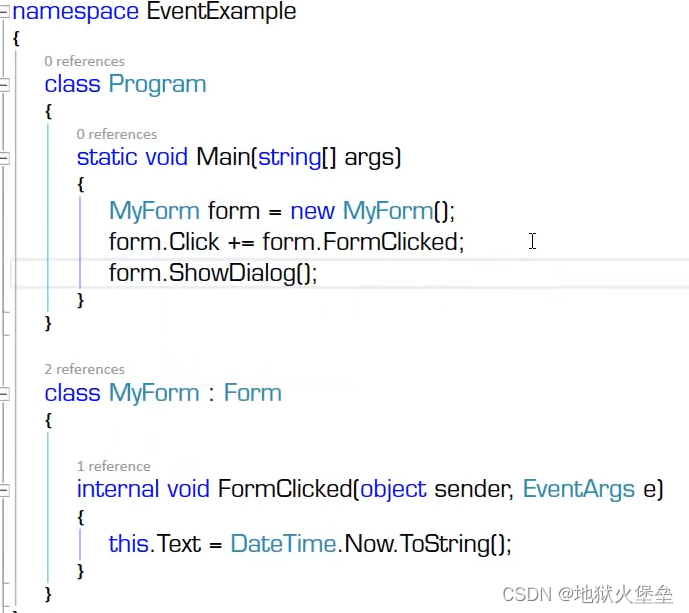 namespace EventExample
{
0 references
class Program
{
0 references
static void Main(string[] args)
{
MyForm form = new MyForm();
form.Click += form.FormClicked;
form.ShowDialog();
}
}
2 references
class MyForm : Form
{
1 reference
internal void FormClicked(object sender, EventArgs e)
{
this.Text = DateTime.Now.ToString();
}
}
CSDN @地狱火堡垒